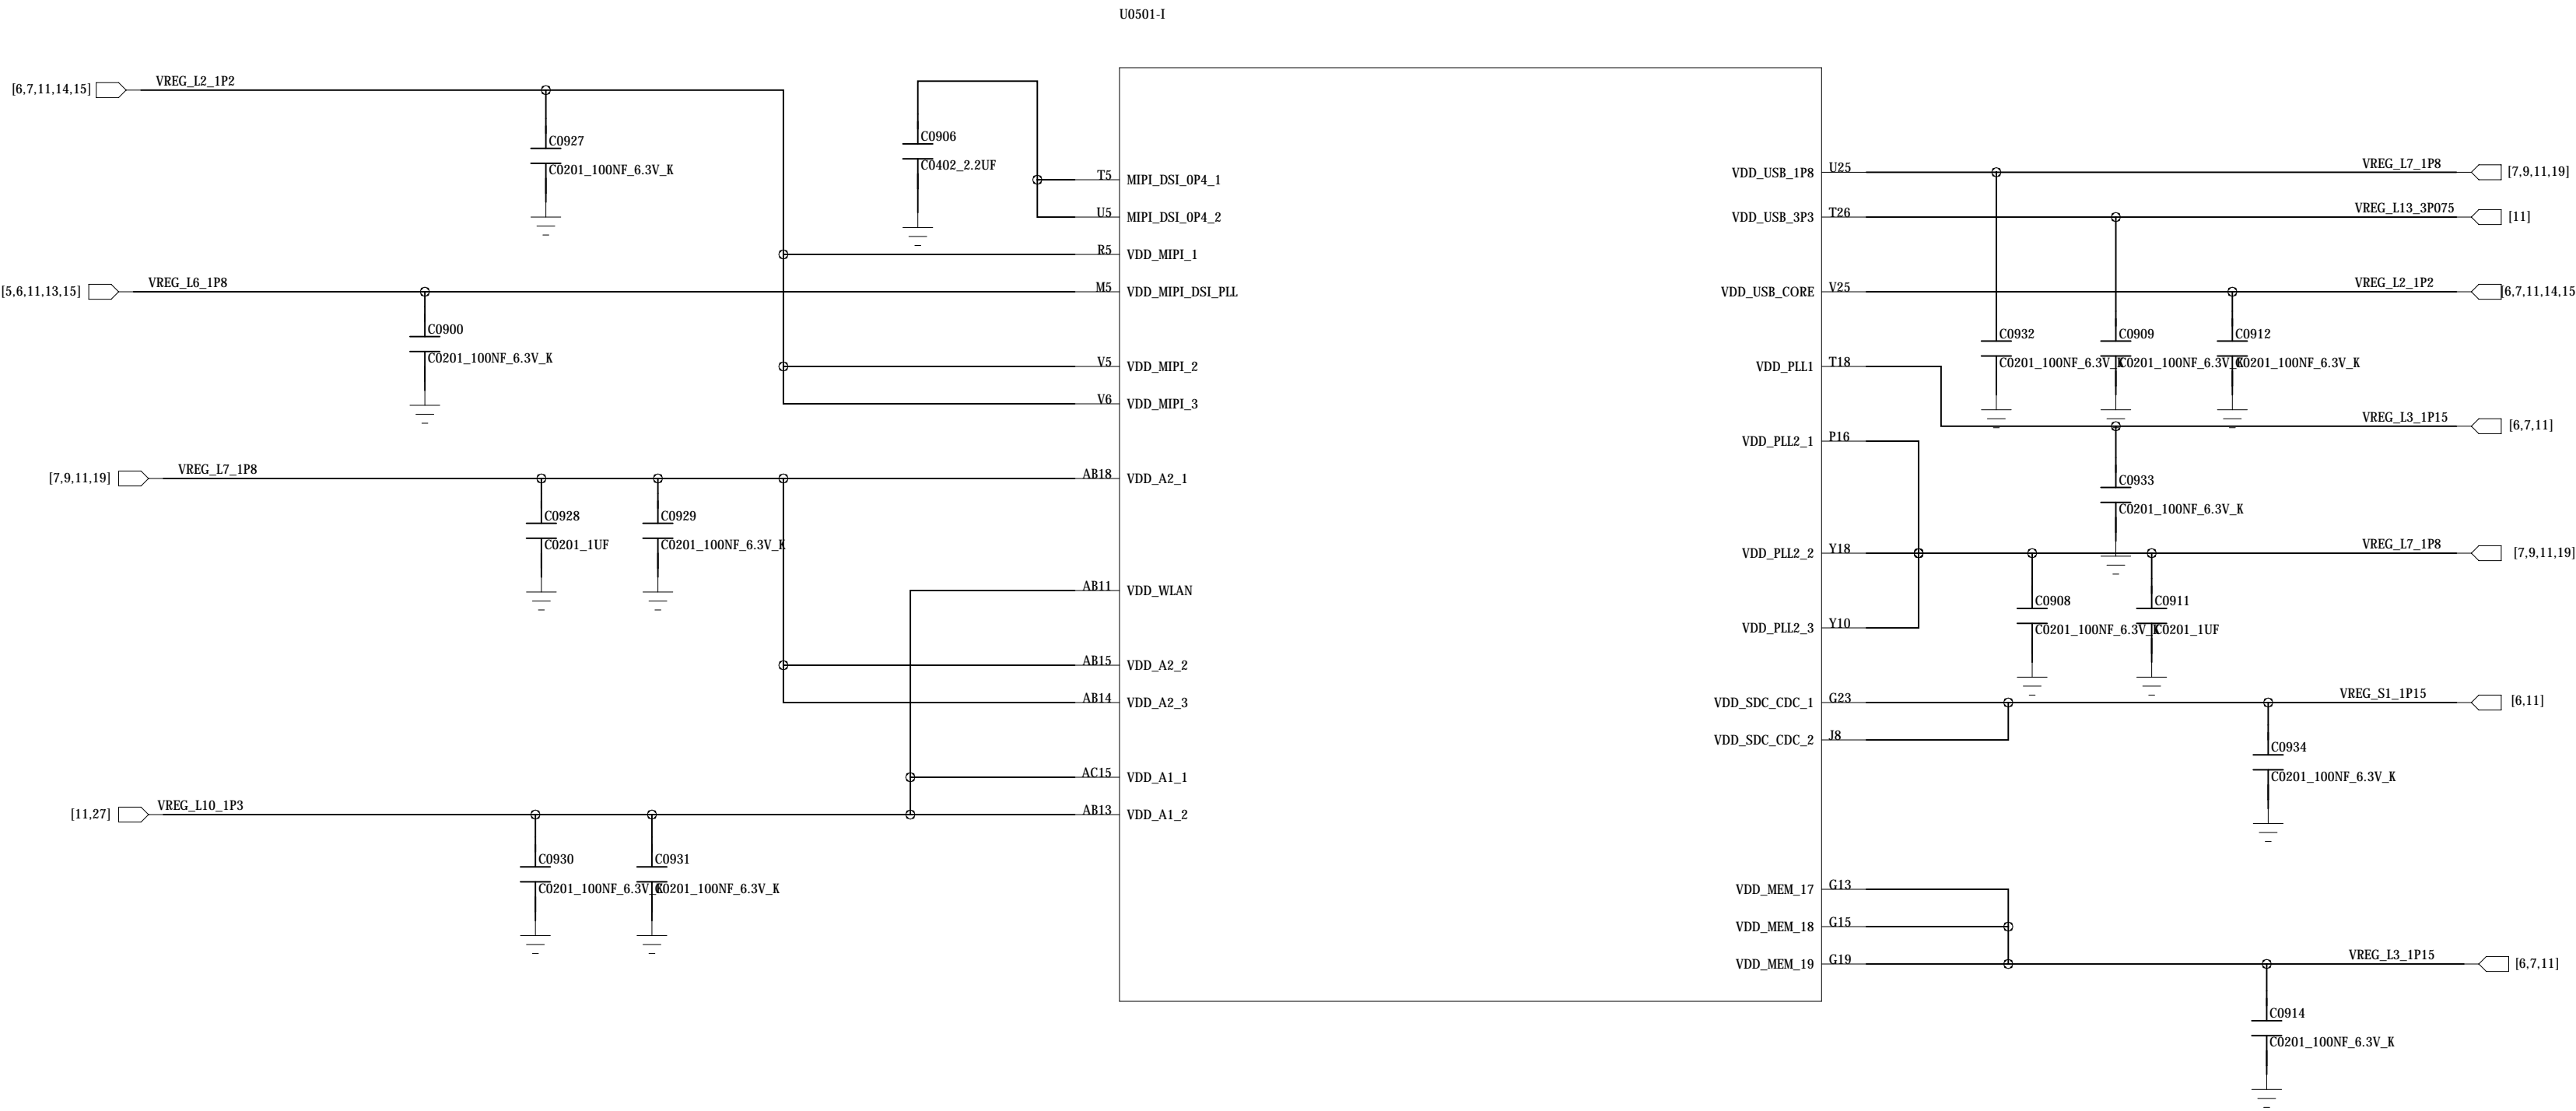 U0501-I
[6,7,11,14,15]
VREG_L2_1P2
C0927
C0201_100NF_6.3V_K
C0906
C0402_2.2UF
T5
MIPI_DSI_0P4_1
U5
MIPI_DSI_0P4_2
R5
VDD_MIPI_1
[5,6,11,13,15]
VREG_L6_1P8
M5
VDD_MIPI_DSI_PLL
C0900
C0201_100NF_6.3V_K
V5
VDD_MIPI_2
V6
VDD_MIPI_3
[7,9,11,19]
VREG_L7_1P8
AB18
VDD_A2_1
C0928
C0201_1UF
C0929
C0201_100NF_6.3V_K
AB11
VDD_WLAN
AB15
VDD_A2_2
AB14
VDD_A2_3
AC15
VDD_A1_1
[11,27]
VREG_L10_1P3
AB13
VDD_A1_2
C0930
C0201_100NF_6.3V_K
C0931
C0201_100NF_6.3V_K
VDD_USB_1P8
U25
VREG_L7_1P8
[7,9,11,19]
VDD_USB_3P3
T26
VREG_L13_3P075
[11]
VDD_USB_CORE
V25
VREG_L2_1P2
[6,7,11,14,15
C0932
C0201_100NF_6.3V_K
C0909
C0201_100NF_6.3V_K
C0912
C0201_100NF_6.3V_K
VDD_PLL1
T18
VREG_L3_1P15
[6,7,11]
VDD_PLL2_1
P16
C0933
C0201_100NF_6.3V_K
VDD_PLL2_2
Y18
VREG_L7_1P8
[7,9,11,19]
C0908
C0201_100NF_6.3V_K
C0911
C0201_1UF
VDD_PLL2_3
Y10
VDD_SDC_CDC_1
G23
VREG_S1_1P15
[6,11]
VDD_SDC_CDC_2
J8
C0934
C0201_100NF_6.3V_K
VDD_MEM_17
G13
VDD_MEM_18
G15
VDD_MEM_19
G19
VREG_L3_1P15
[6,7,11]
C0914
C0201_100NF_6.3V_K